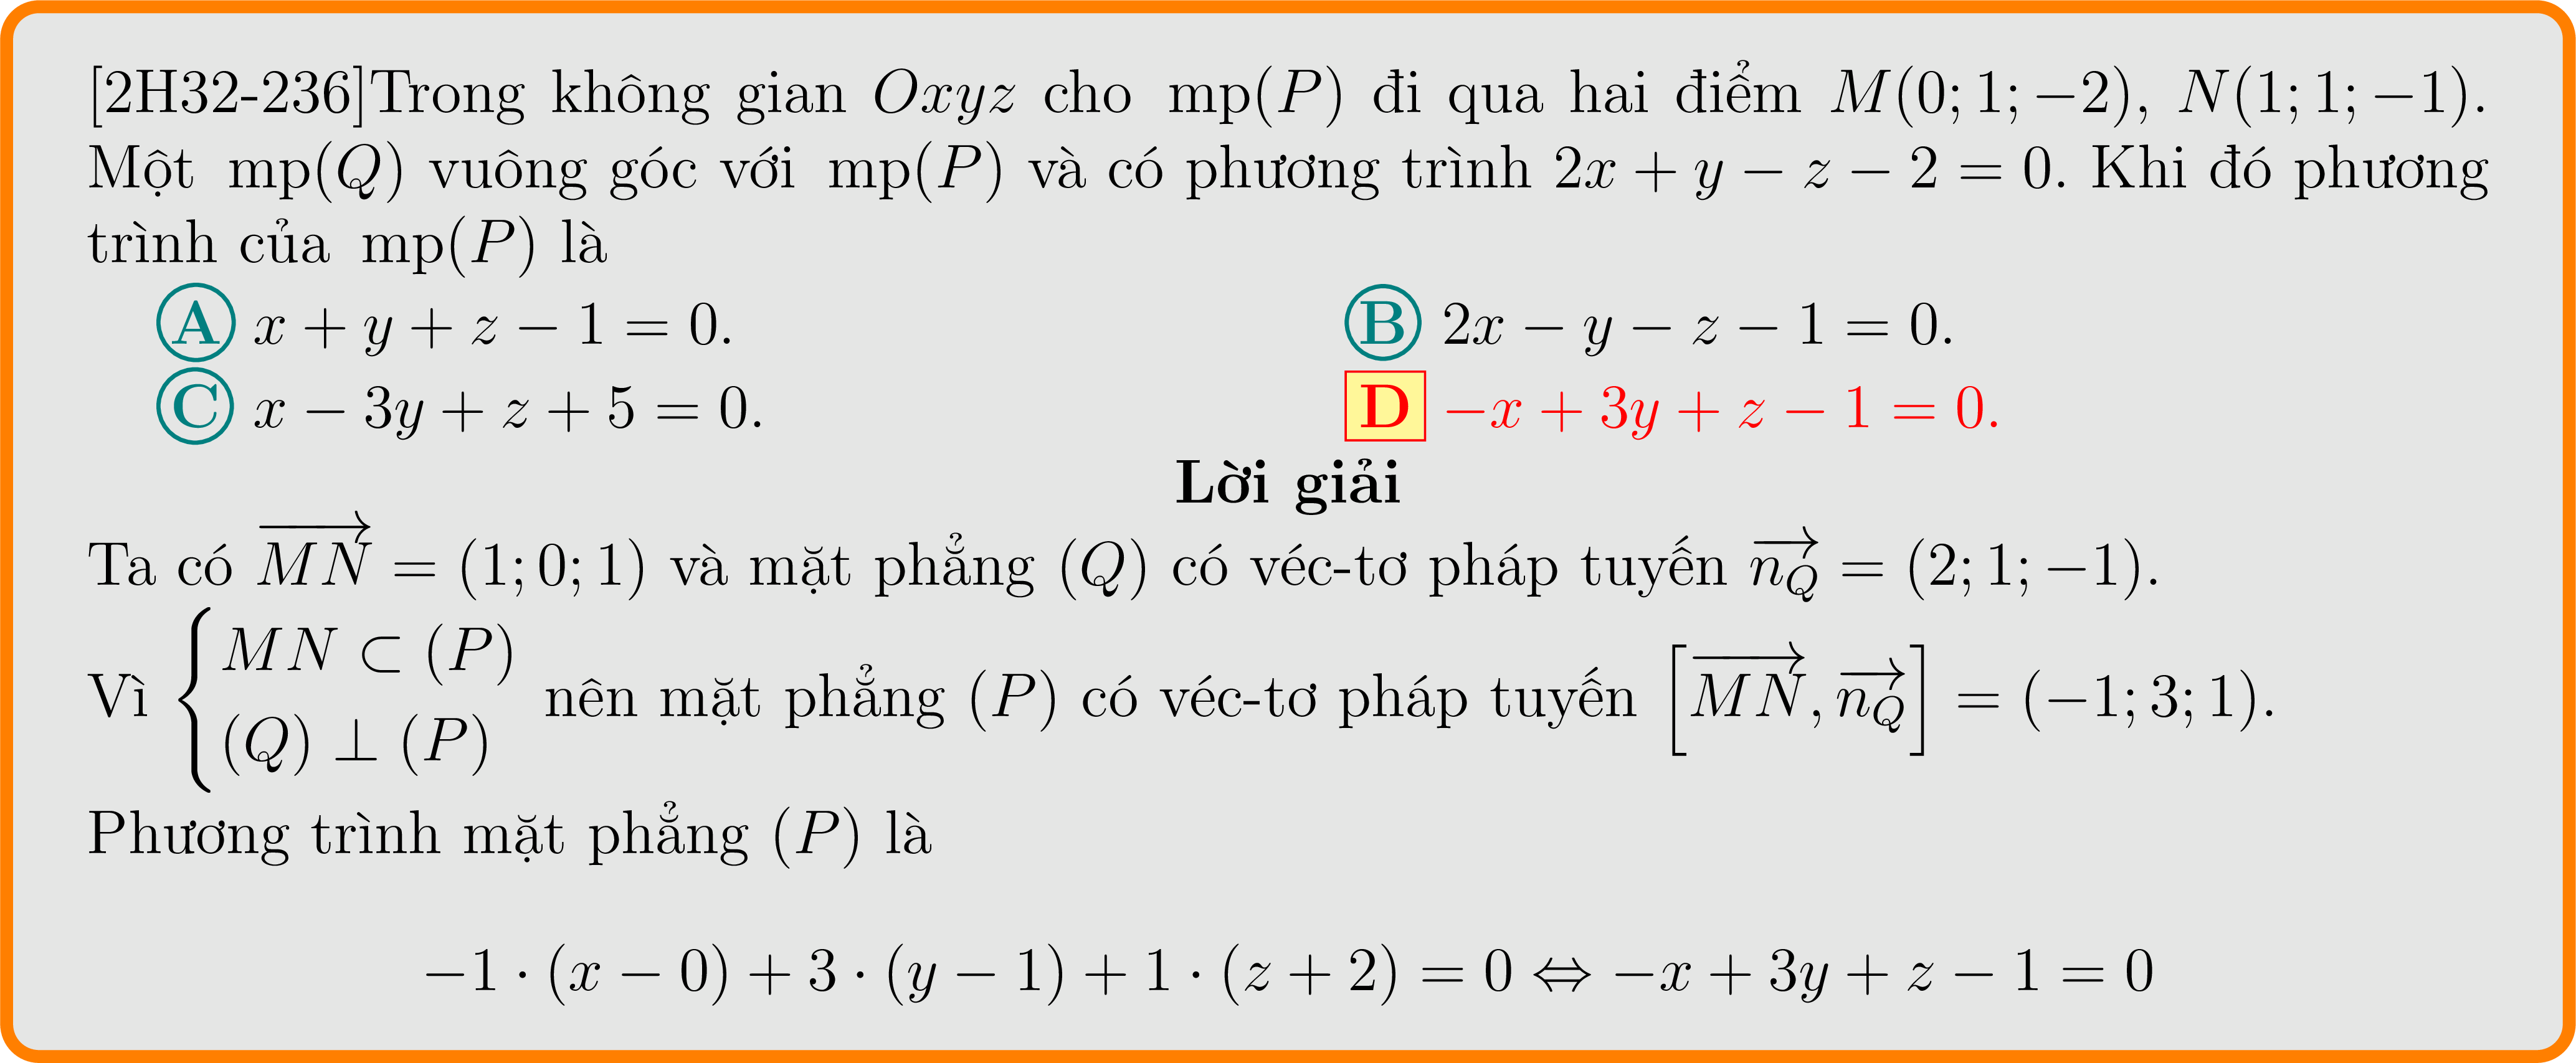 [2H32-236]Trong không gian Oxyz cho mp(P) đi qua hai điểm M(0; 1; −2), N(1; 1; −1).
Một mp(Q) vuông góc với mp(P) và có phương trình 2x + y − z − 2 = 0. Khi đó phương
trình của mp(P) là
A x + y + z − 1 = 0. B 2x − y − z − 1 = 0.
C x − 3y + z + 5 = 0. D −x + 3y + z − 1 = 0.
Lời giải
Ta có $\overrightarrow{MN}$ = (1; 0; 1) và mặt phẳng (Q) có véc-tơ pháp tuyến $\overrightarrow{n_Q}$ = (2; 1; −1).
Vì $\begin{cases} MN \subset (P) \\ (Q) \perp (P) \end{cases}$ nên mặt phẳng (P) có véc-tơ pháp tuyến $\left[\overrightarrow{MN}, \overrightarrow{n_Q}\right]$ = (−1; 3; 1).
Phương trình mặt phẳng (P) là
−1 · (x − 0) + 3 · (y − 1) + 1 · (z + 2) = 0 ⇔ −x + 3y + z − 1 = 0